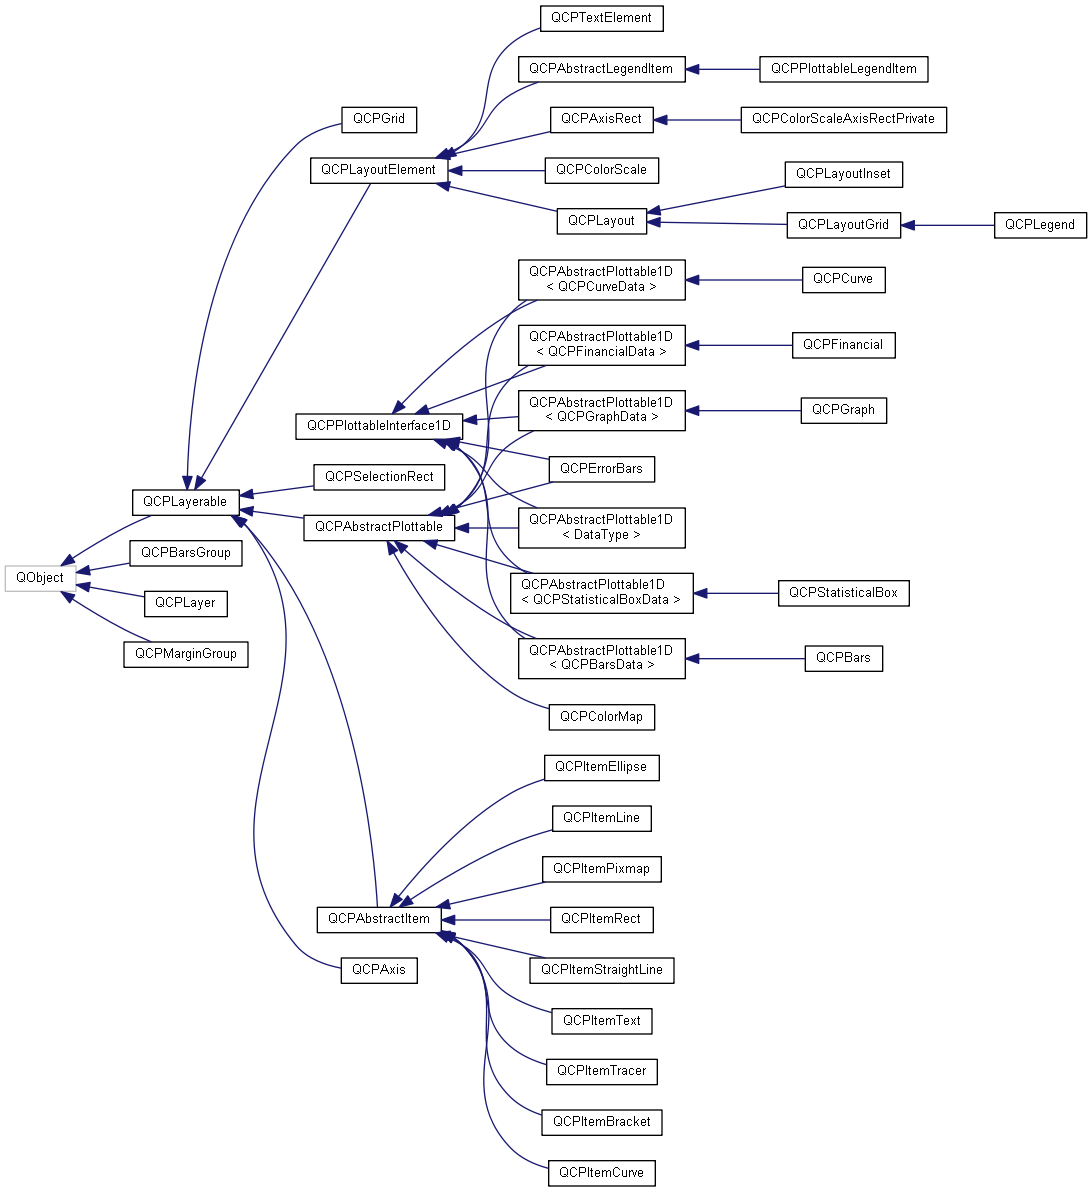 QCPTextElement
QCPAbstractLegendItem
QCPPlottableLegendItem
QCPGrid
QCPAxisRect
QCPColorScaleAxisRectPrivate
QCPLayoutElement
QCPColorScale
QCPLayoutInset
QCPLayout
QCPLayoutGrid
QCPLegend
QCPAbstractPlottable1D
< QCPCurveData >
QCPCurve
QCPAbstractPlottable1D
< QCPFinancialData >
QCPFinancial
QCPAbstractPlottable1D
< QCPGraphData >
QCPGraph
QCPPlottableInterface1D
QCPErrorBars
QCPSelectionRect
QCPLayerable
QCPAbstractPlottable
QCPAbstractPlottable1D
< DataType >
QCPBarsGroup
QObject
QCPAbstractPlottable1D
< QCPStatisticalBoxData >
QCPStatisticalBox
QCPLayer
QCPMarginGroup
QCPAbstractPlottable1D
< QCPBarsData >
QCPBars
QCPColorMap
QCPItemEllipse
QCPItemLine
QCPItemPixmap
QCPAbstractItem
QCPItemRect
QCPAxis
QCPItemStraightLine
QCPItemText
QCPItemTracer
QCPItemBracket
QCPItemCurve